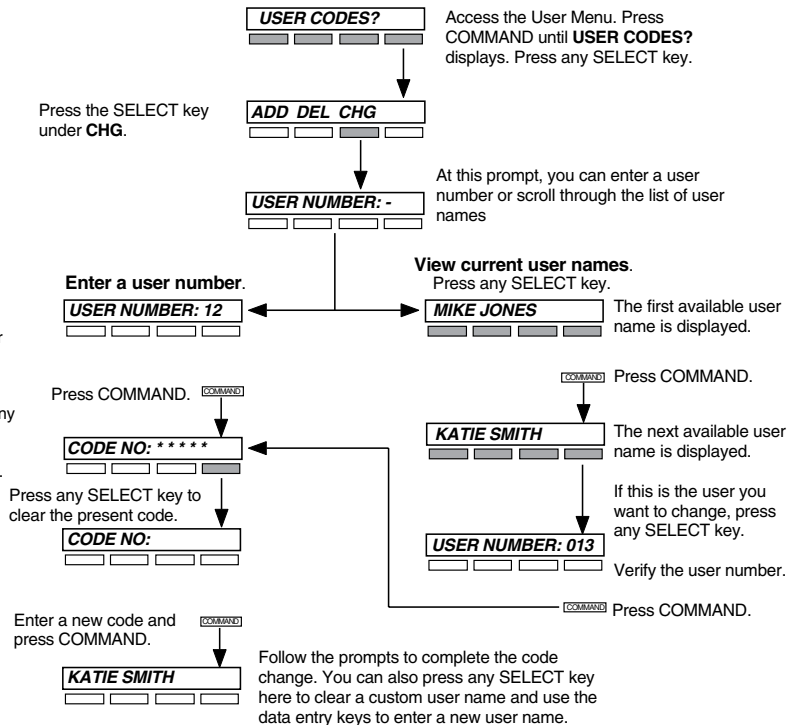 USER CODES?
Access the User Menu. Press
COMMAND until USER CODES?
displays. Press any SELECT key.
Press the SELECT key
under CHG.
ADD DEL CHG
At this prompt, you can enter a user
number or scroll through the list of user
names
USER NUMBER: -
Enter a user number.
USER NUMBER: 12
View current user names.
Press any SELECT key.
MIKE JONES
The first available user
name is displayed.
r
Press COMMAND. COMMAND
COMMAND Press COMMAND.
ny
CODE NO: * * * * *
KATIE SMITH
The next available user
name is displayed.
.
Press any SELECT key to
clear the present code.
If this is the user you
want to change, press
any SELECT key.
CODE NO:
USER NUMBER: 013
Verify the user number.
COMMAND Press COMMAND.
Enter a new code and
press COMMAND.
COMMAND
KATIE SMITH
Follow the prompts to complete the code
change. You can also press any SELECT key
here to clear a custom user name and use the
data entry keys to enter a new user name.